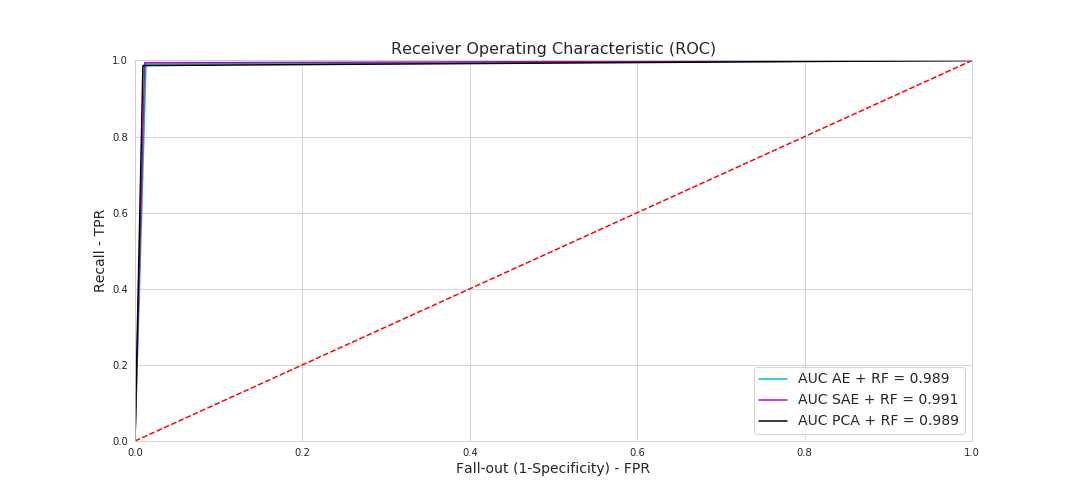 Receiver Operating Characteristic (ROC)
Recall - TPR
1.0
0.8
0.6
0.4
0.2
0.0
0.0 0.2 0.4 0.6 0.8 1.0
Fall-out (1-Specificity) - FPR
AUC AE + RF = 0.989
AUC SAE + RF = 0.991
AUC PCA + RF = 0.989